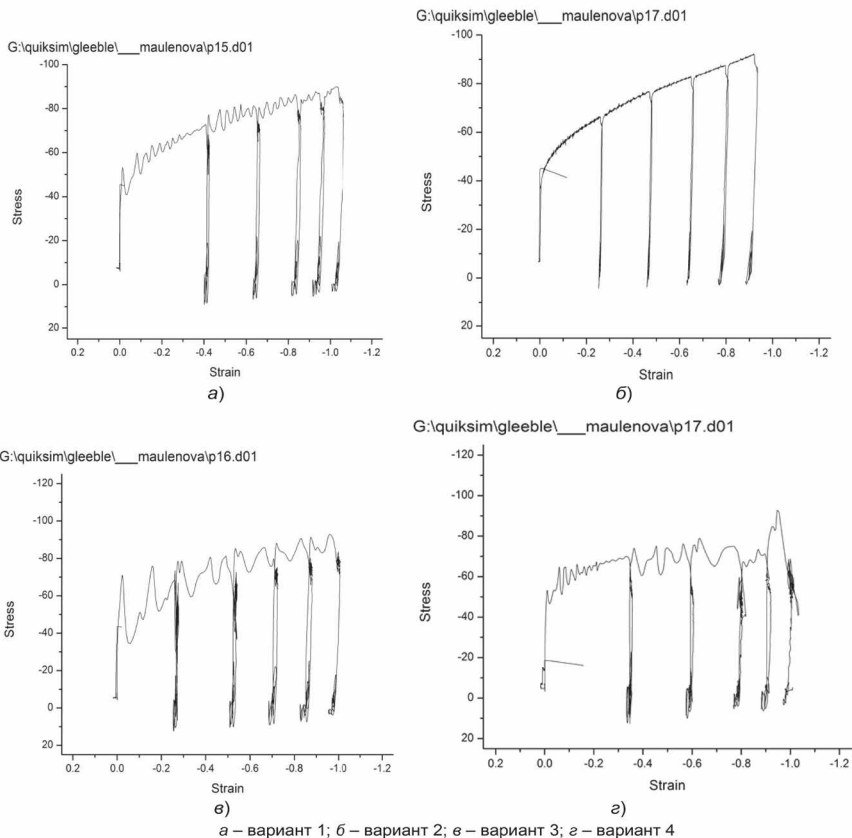 G:\quiksim\gleeble\___maulenova\p15.d01
-100
-80
-60
-40
-20
0
20
Stress
0.2 0.0 -0.2 -0.4 -0.6 -0.8 -1.0 -1.2
Strain
а)
G:\quiksim\gleeble\___maulenova\p17.d01
-100
-80
-60
-40
-20
0
20
Stress
0.2 0.0 -0.2 -0.4 -0.6 -0.8 -1.0 -1.2
Strain
б)
G:\quiksim\gleeble\___maulenova\p16.d01
-120
-100
-80
-60
-40
-20
0
20
Stress
0.2 0.0 -0.2 -0.4 -0.6 -0.8 -1.0 -1.2
Strain
в)
G:\quiksim\gleeble\___maulenova\p17.d01
-120
-100
-80
-60
-40
-20
0
20
Stress
0.2 0.0 -0.2 -0.4 -0.6 -0.8 -1.0 -1.2
Strain
г)
а – вариант 1; б – вариант 2; в – вариант 3; г – вариант 4